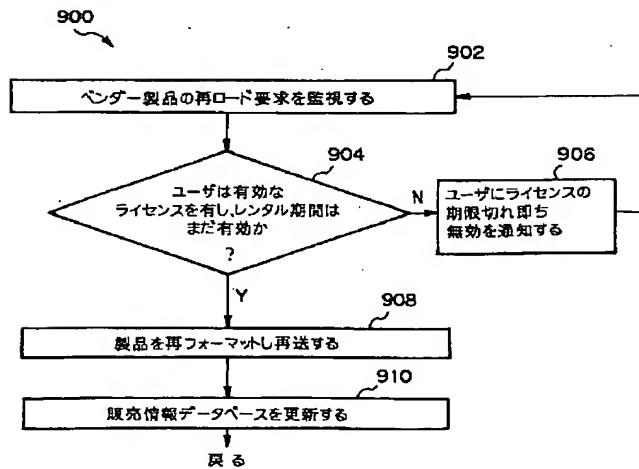 900
902
ベンダー製品の再ロード要求を監視する
904
ユーザは有効な
ライセンスを有し、レンタル期間は
まだ有効か
?
N
906
ユーザにライセンスの
期限切れ即ち
無効を通知する
Y
908
製品を再フォーマットし再送する
910
販売情報データベースを更新する
戻る